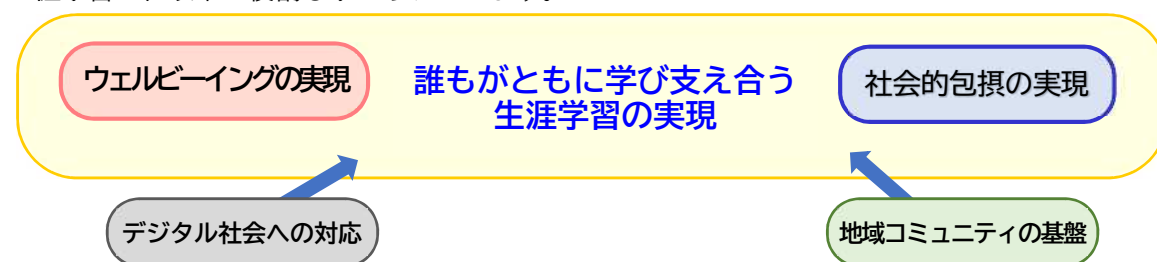 ウェルビーイングの実現
誰もがともに学び支え合う
生涯学習の実現
社会的包摂の実現
デジタル社会への対応
地域コミュニティの基盤